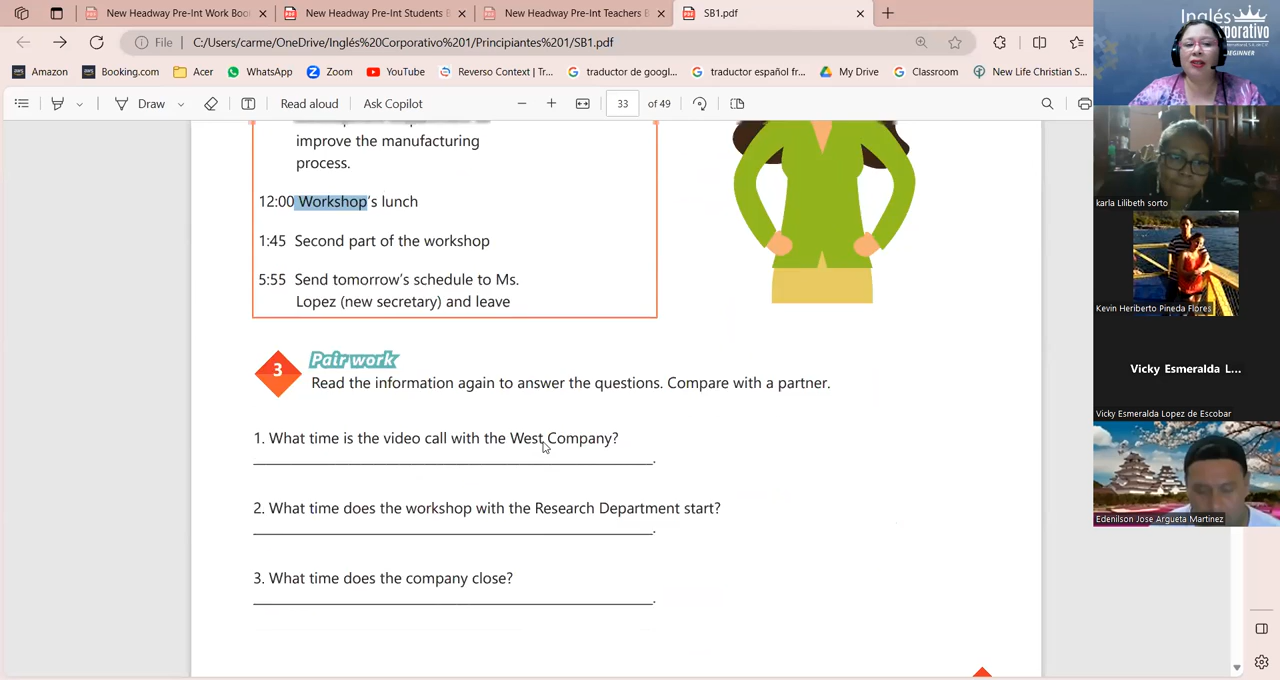 New Headway Pre-Int Work Boo
New Headway Pre-Int Students B
New Headway Pre-Int Teachers B
SB1.pdf
File
C:/Users/carme/OneDrive/Inglés%20Corporativo%201/Principiantes%201/SB1.pdf
Amazon
Booking.com
Acer
WhatsApp
Zoom
YouTube
Reverso Context | Tr...
traductor de googl...
traductor español fr...
My Drive
Classroom
New Life Christian S...
Draw
Read aloud
Ask Copilot
33
of 49
improve the manufacturing
process.
12:00 Workshop's lunch
1:45 Second part of the workshop
5:55 Send tomorrow's schedule to Ms.
Lopez (new secretary) and leave
3
Pair work
Read the information again to answer the questions. Compare with a partner.
1. What time is the video call with the West Company?
2. What time does the workshop with the Research Department start?
3. What time does the company close?
Inglés
karla Lilibeth sorto
Kevin Heriberto Pineda Flores
Vicky Esmeralda L...
Vicky Esmeralda Lopez de Escobar
Edenilson Jose Argueta Martinez